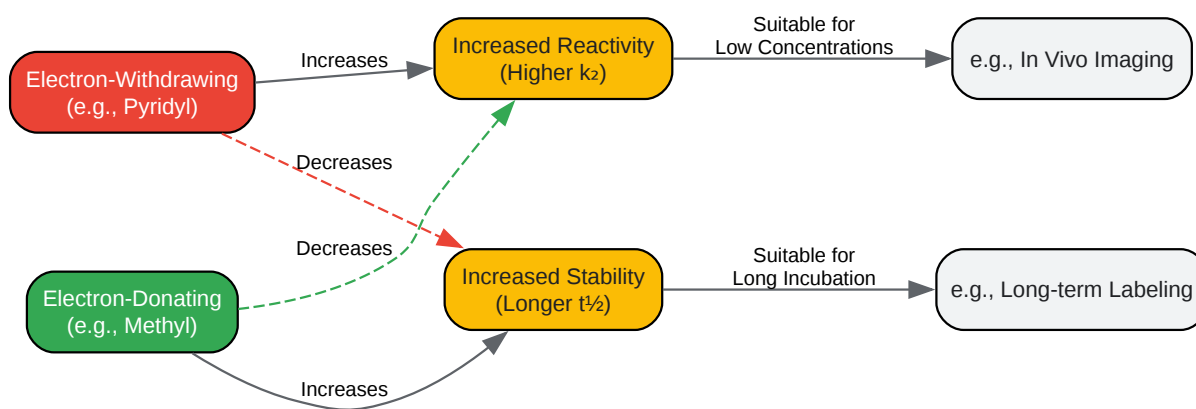 Electron-Withdrawing
(e.g., Pyridyl)
Increases
Increased Reactivity
(Higher k₂)
Suitable for
Low Concentrations
e.g., In Vivo Imaging
Decreases
Decreases
Electron-Donating
(e.g., Methyl)
Increases
Increased Stability
(Longer t½)
Suitable for
Long Incubation
e.g., Long-term Labeling